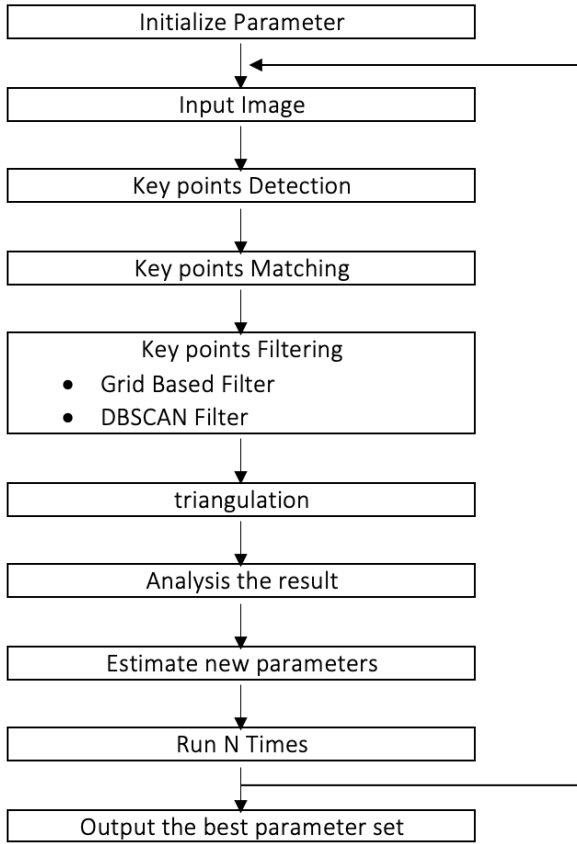 Initialize Parameter
Input Image
Key points Detection
Key points Matching
Key points Filtering
• Grid Based Filter
• DBSCAN Filter
triangulation
Analysis the result
Estimate new parameters
Run N Times
Output the best parameter set